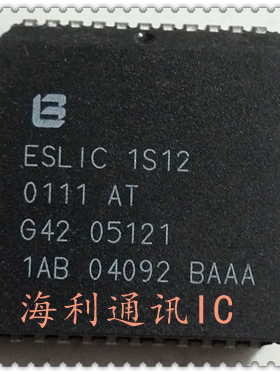 ESLIC 1S12
0111 AT
G42 05121
1AB 04092 BAAA
海利通讯IC